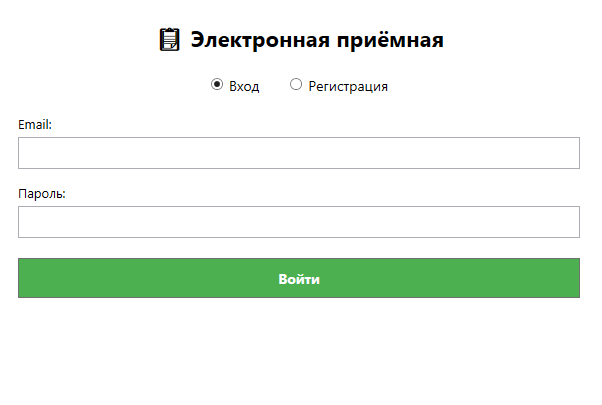 📋 Электронная приёмная
Вход Регистрация
Email:
Пароль:
Войти